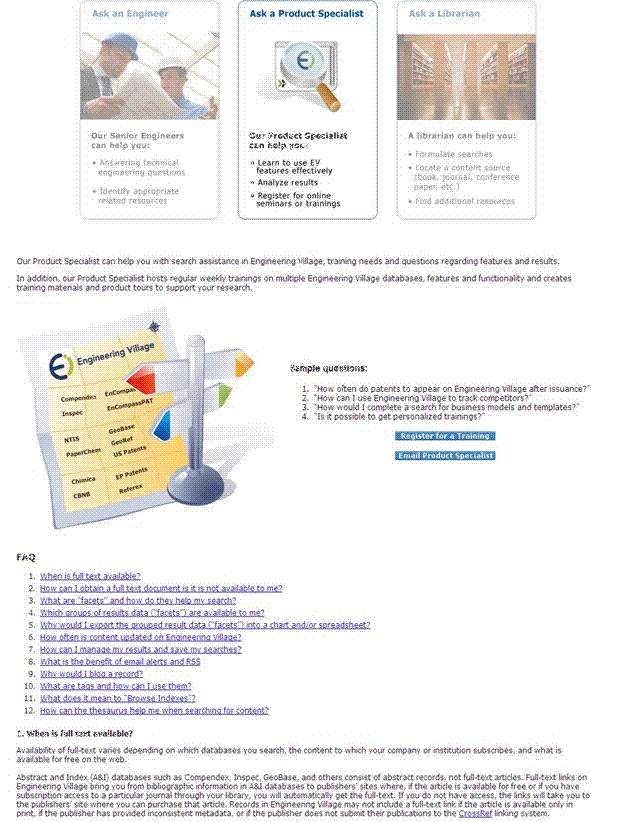 Ask an Engineer
Our Senior Engineers
can help you:
• Answering technical
engineering questions
• Identify appropriate
related resources
Ask a Product Specialist
Our Product Specialist
can help you:
• Learn to use EV
features effectively
• Analyze results
• Register for online
seminars or trainings
Ask a Librarian
A librarian can help you:
• Formulate searches
• Locate a content source
(book, journal, conference
paper, etc.)
• Find additional resources
Our Product Specialist can help you with search assistance in Engineering Village, training needs and questions regarding features and results.
In addition, our Product Specialist hosts regular weekly trainings on multiple Engineering Village databases, features and functionality and creates
training materials and product tours to support your research.
Engineering Village
Compendex
EnCompas
Inspec
EnCompassPAT
NTIS
GeoBase
PaperChem
GeoRef
US Patents
Chimica
EP Patents
CBNB
Referex
Sample questions:
1. "How often do patents to appear on Engineering Village after issuance?"
2. "How can I use Engineering Village to track competitors?"
3. "How would I complete a search for business models and templates?"
4. "Is it possible to get personalized trainings?"
Register for a Training
Email Product Specialist
FAQ
1. When is full text available?
2. How can I obtain a full text document is it is not available to me?
3. What are "facets" and how do they help my search?
4. Which groups of results data ("facets") are available to me?
5. Why would I export the grouped result data ("facets") into a chart and/or spreadsheet?
6. How often is content updated on Engineering Village?
7. How can I manage my results and save my searches?
8. What is the benefit of email alerts and RSS
9. Why would I blog a record?
10. What are tags and how can I use them?
11. What does it mean to "Browse Indexes"?
12. How can the thesaurus help me when searching for content?
1. When is full text available?
Availability of full-text varies depending on which databases you search, the content to which your company or institution subscribes, and what is
available for free on the web.
Abstract and Index (A&I) databases such as Compendex, Inspec, GeoBase, and others consist of abstract records, not full-text articles. Full-text links on
Engineering Village bring you from bibliographic information in A&I databases to publishers' sites where, if the article is available for free or if you have
subscription access to a particular journal through your library, you will automatically get the full-text. If you do not have access, the links will take you to
the publishers' site where you can purchase that article. Records in Engineering Village may not include a full-text link if the article is available only in
print, if the publisher has provided inconsistent metadata, or if the publisher does not submit their publications to the CrossRef linking system.